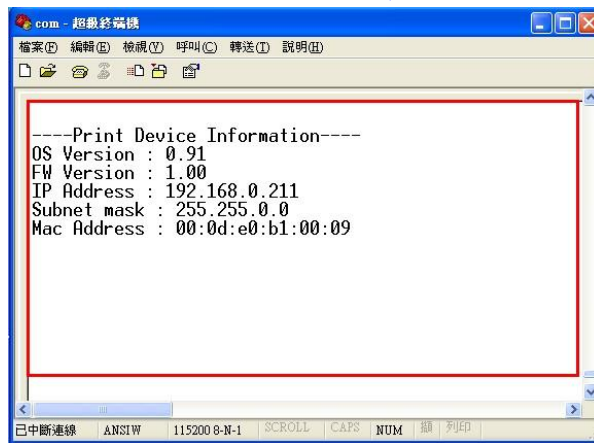 com - 超級終端機
檔案(F) 編輯(E) 檢視(V) 呼叫(C) 轉送(T) 說明(H)
----Print Device Information----
OS Version : 0.91
FW Version : 1.00
IP Address : 192.168.0.211
Subnet mask : 255.255.0.0
Mac Address : 00:0d:e0:b1:00:09
已中斷連線 ANSIW 115200 8-N-1 SCROLL CAPS NUM 擷 列印